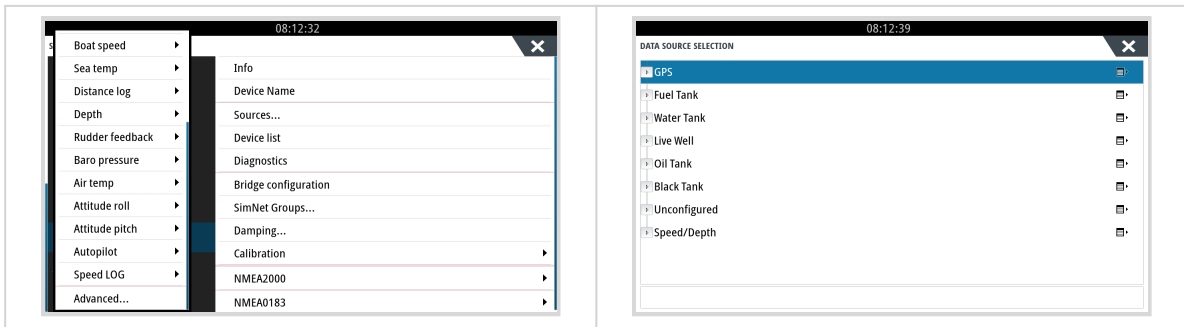 08:12:32
S
Boat speed
Sea temp
Distance log
Depth
Rudder feedback
Baro pressure
Air temp
Attitude roll
Attitude pitch
Autopilot
Speed LOG
Advanced...
Info
Device Name
Sources...
Device list
Diagnostics
Bridge configuration
SimNet Groups...
Damping...
Calibration
NMEA2000
NMEA0183
08:12:39
DATA SOURCE SELECTION
GPS
Fuel Tank
Water Tank
Live Well
Oil Tank
Black Tank
Unconfigured
Speed/Depth